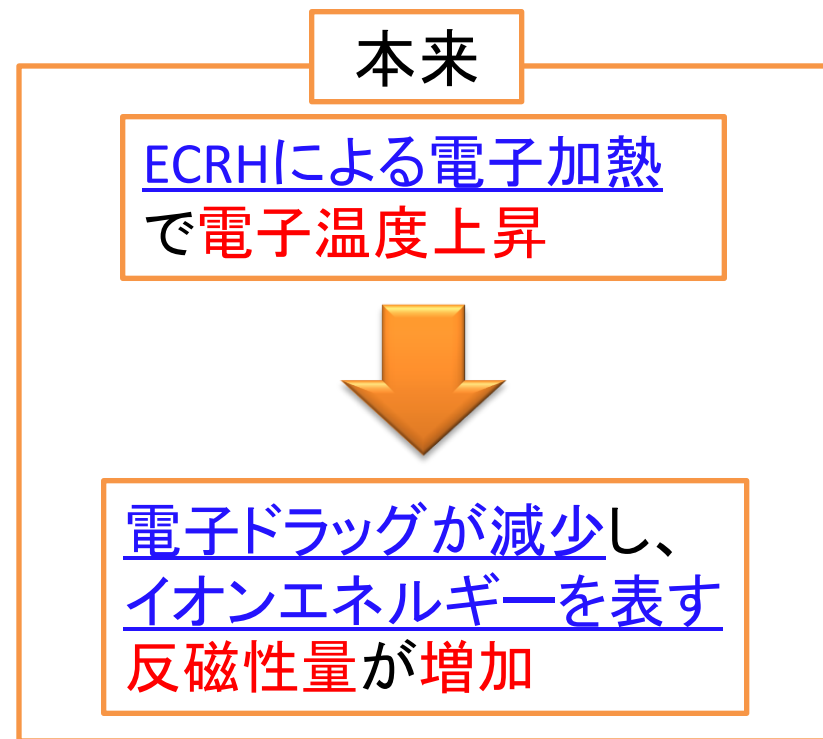 本来
ECRHによる電子加熱
で電子温度上昇
電子ドラッグが減少し、
イオンエネルギーを表す
反磁性量が増加